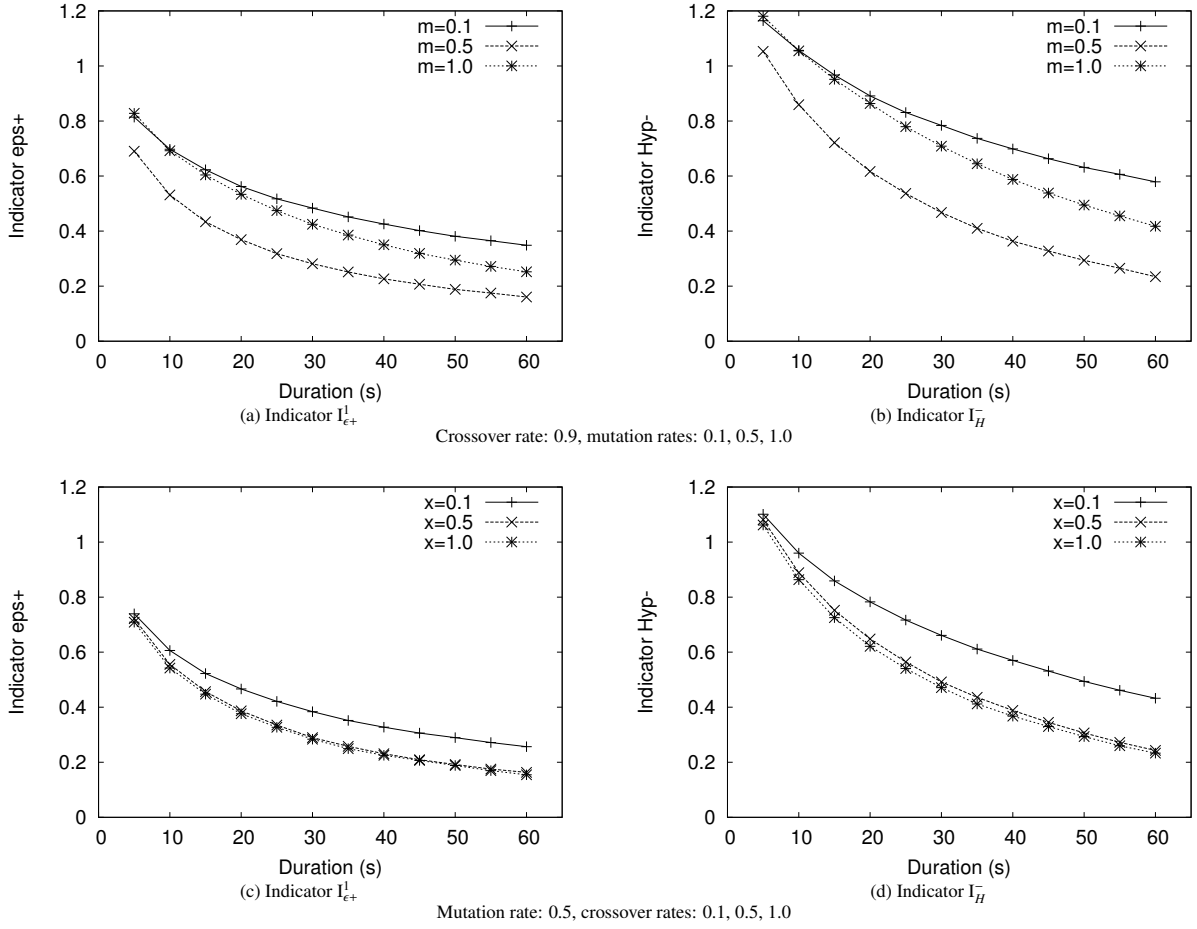 1.2
1
0.8
0.6
0.4
0.2
0
Indicator eps+
m=0.1
m=0.5
m=1.0
0 10 20 30 40 50 60
Duration (s)
(a) Indicator I¹ϵ+
1.2
1
0.8
0.6
0.4
0.2
0
Indicator Hyp-
m=0.1
m=0.5
m=1.0
0 10 20 30 40 50 60
Duration (s)
(b) Indicator I⁻H
Crossover rate: 0.9, mutation rates: 0.1, 0.5, 1.0
1.2
1
0.8
0.6
0.4
0.2
0
Indicator eps+
x=0.1
x=0.5
x=1.0
0 10 20 30 40 50 60
Duration (s)
(c) Indicator I¹ϵ+
1.2
1
0.8
0.6
0.4
0.2
0
Indicator Hyp-
x=0.1
x=0.5
x=1.0
0 10 20 30 40 50 60
Duration (s)
(d) Indicator I⁻H
Mutation rate: 0.5, crossover rates: 0.1, 0.5, 1.0